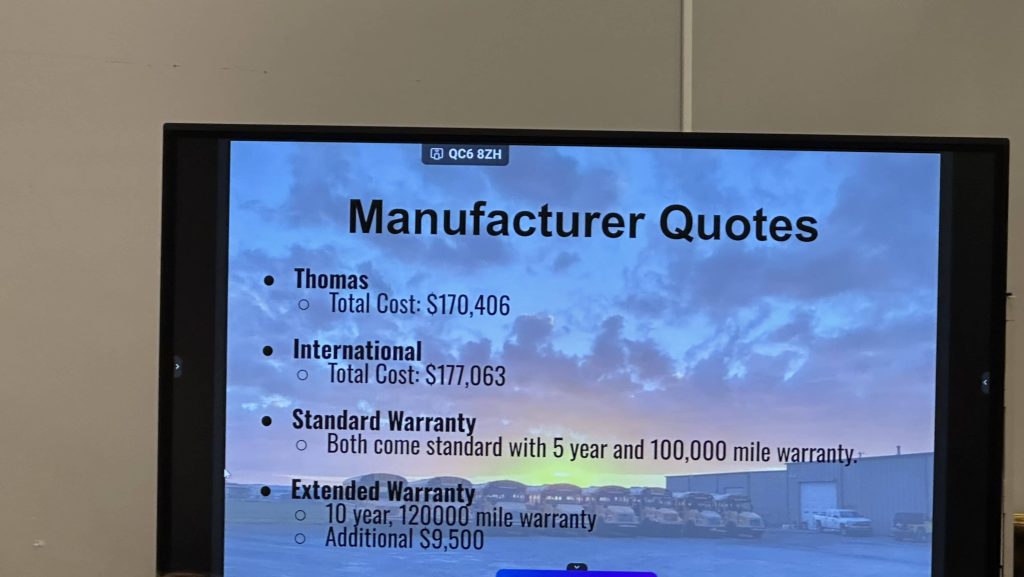 QC6 8ZH
Manufacturer Quotes
● Thomas
○ Total Cost: $170,406
● International
○ Total Cost: $177,063
● Standard Warranty
○ Both come standard with 5 year and 100,000 mile warranty.
● Extended Warranty
○ 10 year, 120000 mile warranty
○ Additional $9,500